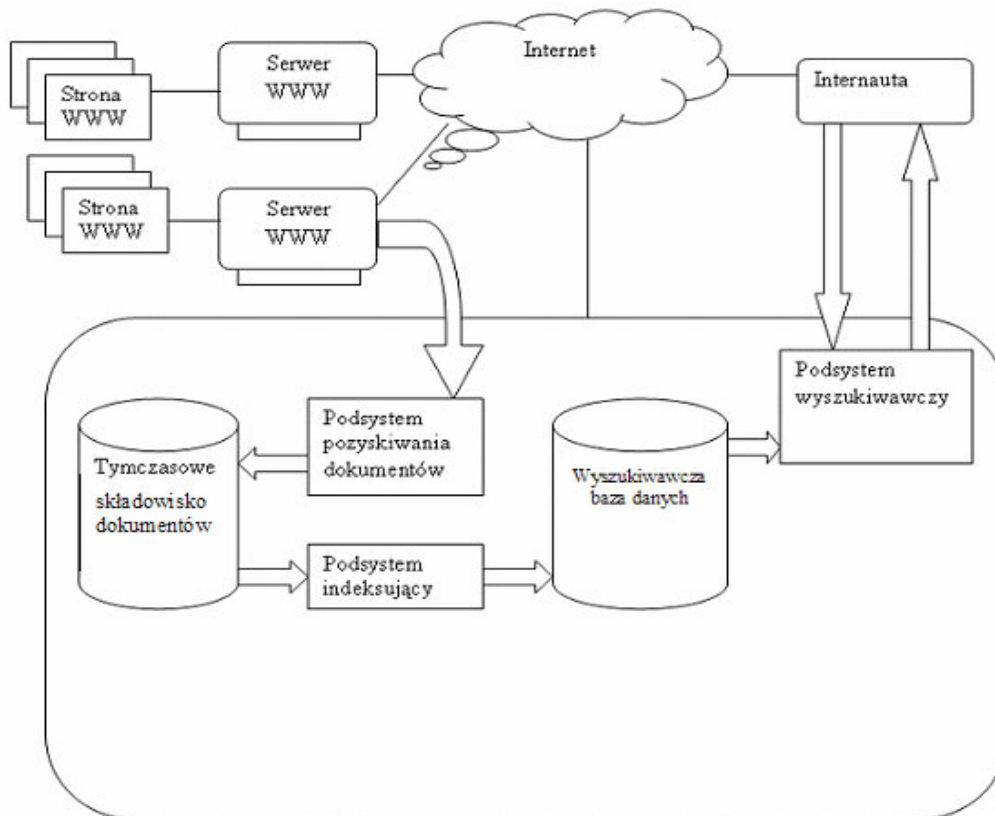 Strona
WWW
Serwer
WWW
Internet
Internauta
Strona
WWW
Serwer
WWW
Podsystem
wyszukiwawczy
Podsystem
pozyskiwania
dokumentów
Tymczasowe
składowisko
dokumentów
Wyszukiwawcza
baza danych
Podsystem
indeksujący